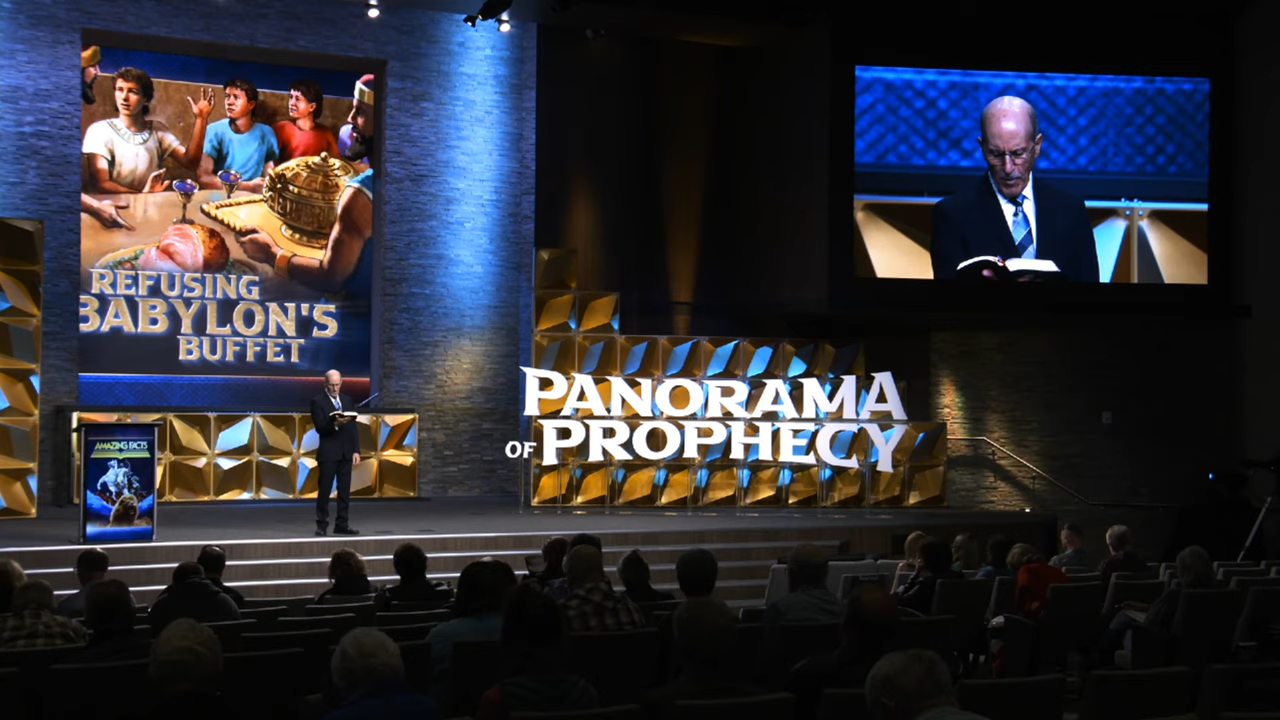 REFUSING
BABYLON'S
BUFFET
PANORAMA
OF PROPHECY
AMAZING FACTS